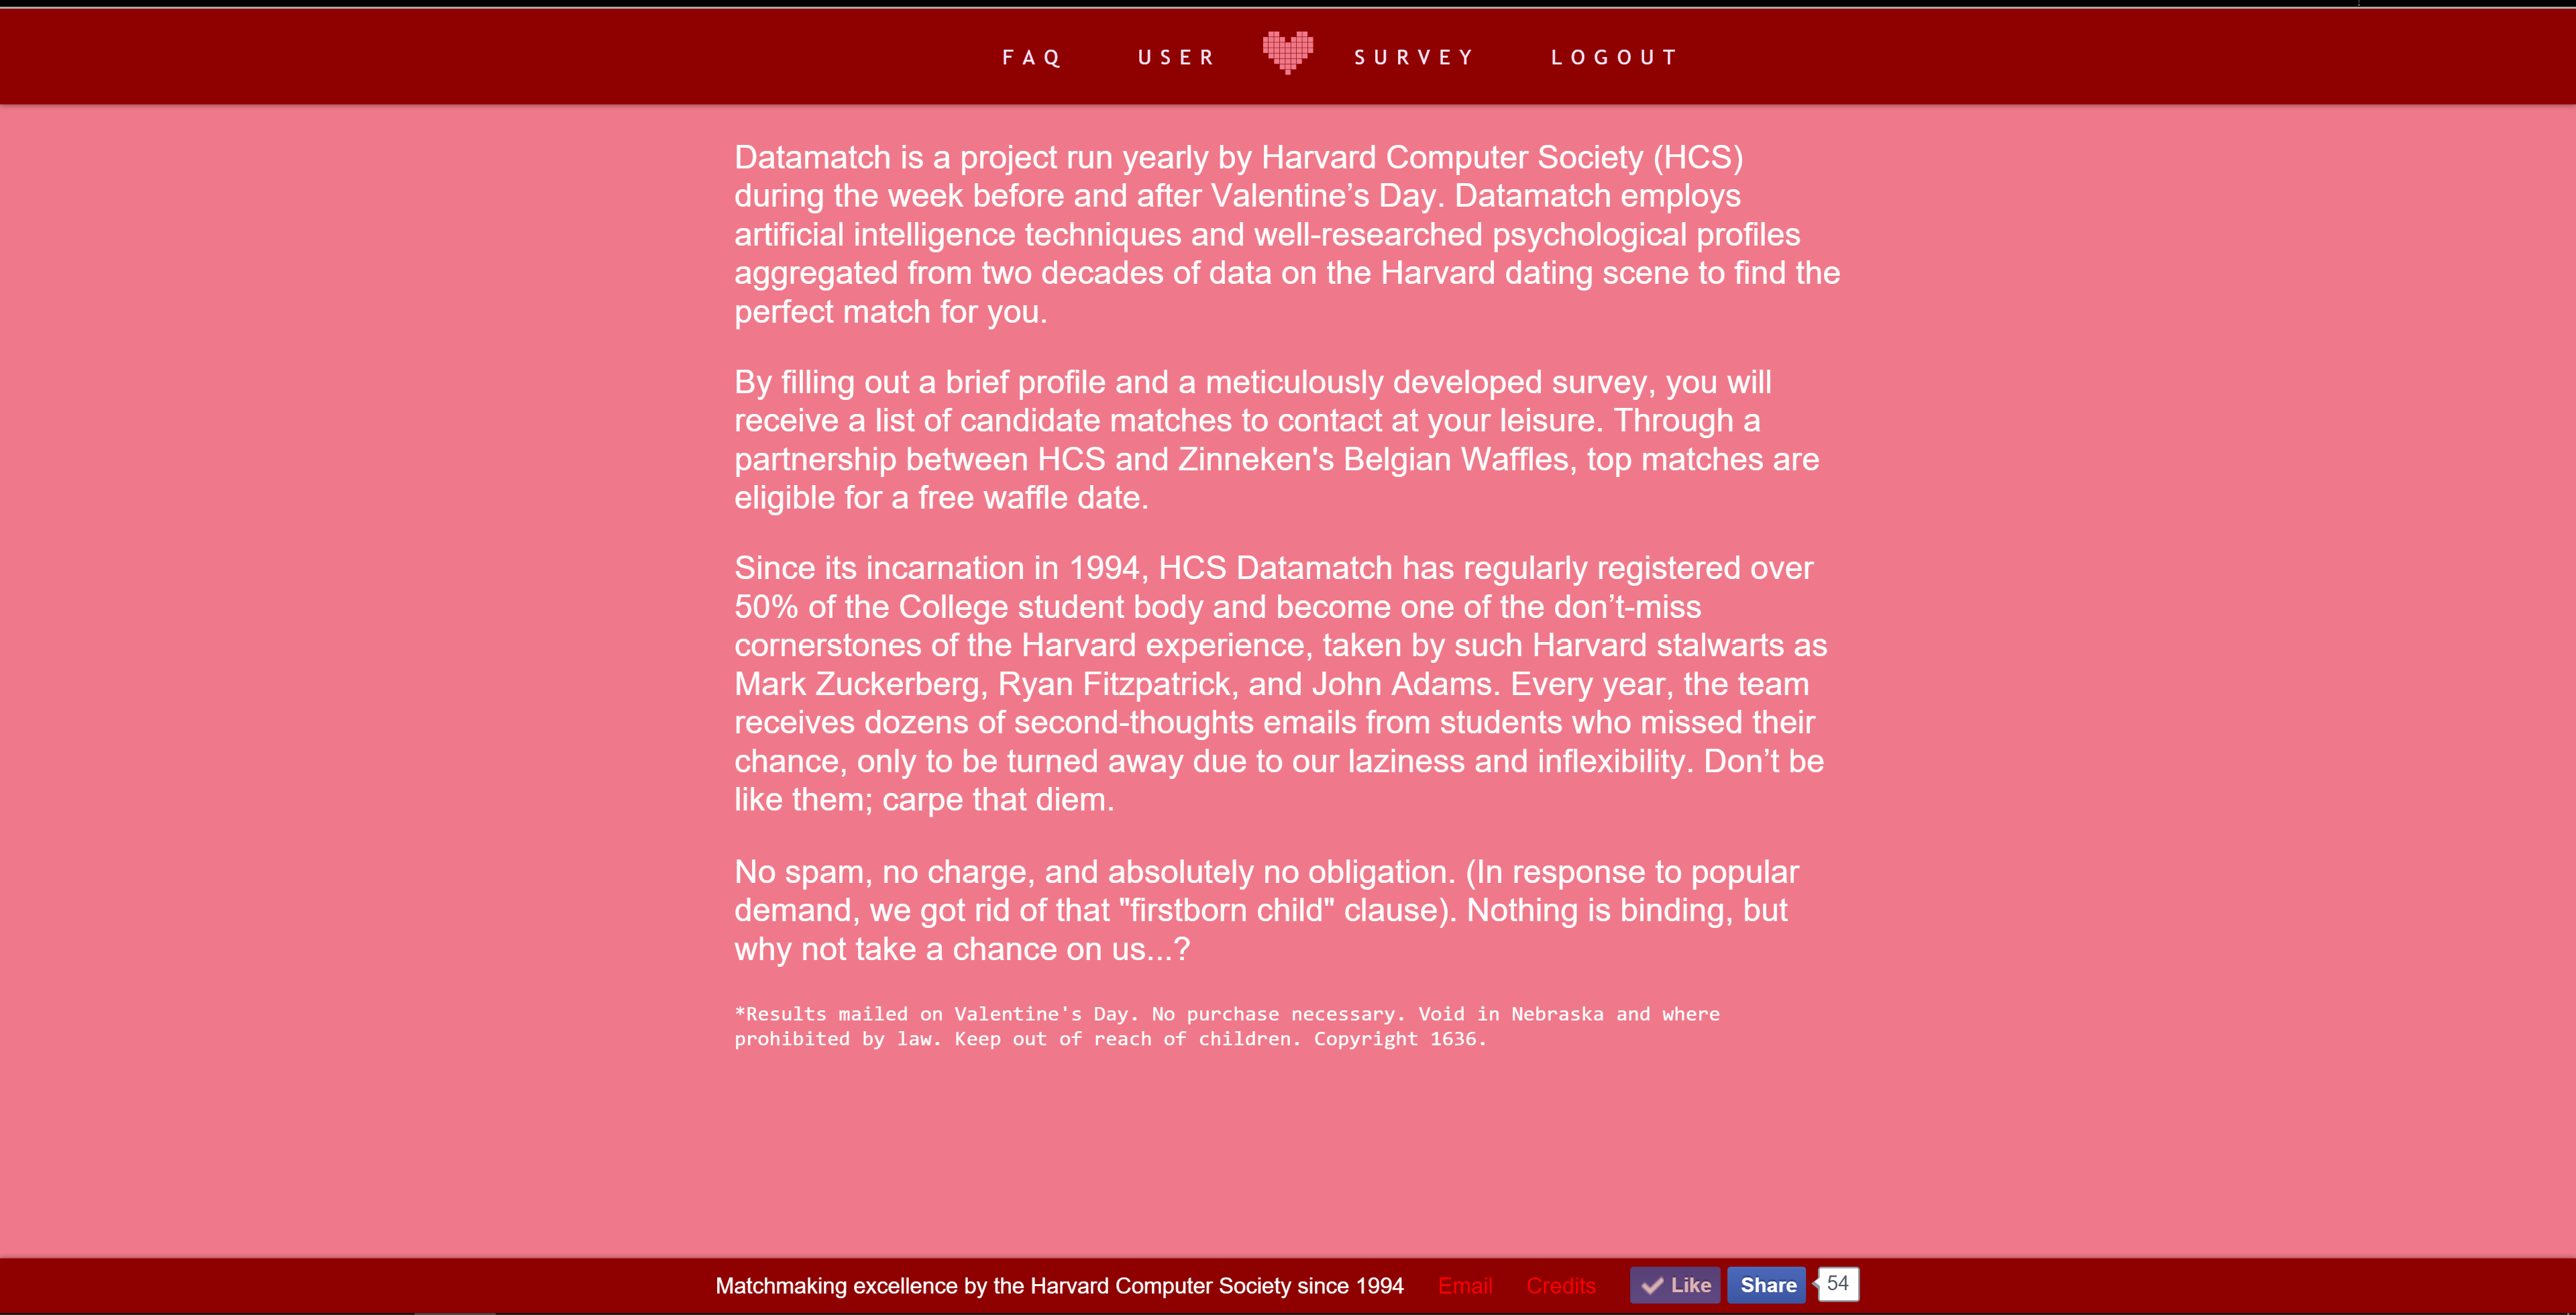 FAQ USER SURVEY LOGOUT
Datamatch is a project run yearly by Harvard Computer Society (HCS)
during the week before and after Valentine’s Day. Datamatch employs
artificial intelligence techniques and well-researched psychological profiles
aggregated from two decades of data on the Harvard dating scene to find the
perfect match for you.
By filling out a brief profile and a meticulously developed survey, you will
receive a list of candidate matches to contact at your leisure. Through a
partnership between HCS and Zinneken's Belgian Waffles, top matches are
eligible for a free waffle date.
Since its incarnation in 1994, HCS Datamatch has regularly registered over
50% of the College student body and become one of the don’t-miss
cornerstones of the Harvard experience, taken by such Harvard stalwarts as
Mark Zuckerberg, Ryan Fitzpatrick, and John Adams. Every year, the team
receives dozens of second-thoughts emails from students who missed their
chance, only to be turned away due to our laziness and inflexibility. Don’t be
like them; carpe that diem.
No spam, no charge, and absolutely no obligation. (In response to popular
demand, we got rid of that "firstborn child" clause). Nothing is binding, but
why not take a chance on us...?
*Results mailed on Valentine's Day. No purchase necessary. Void in Nebraska and where
prohibited by law. Keep out of reach of children. Copyright 1636.
Matchmaking excellence by the Harvard Computer Society since 1994 Email Credits Like Share 54